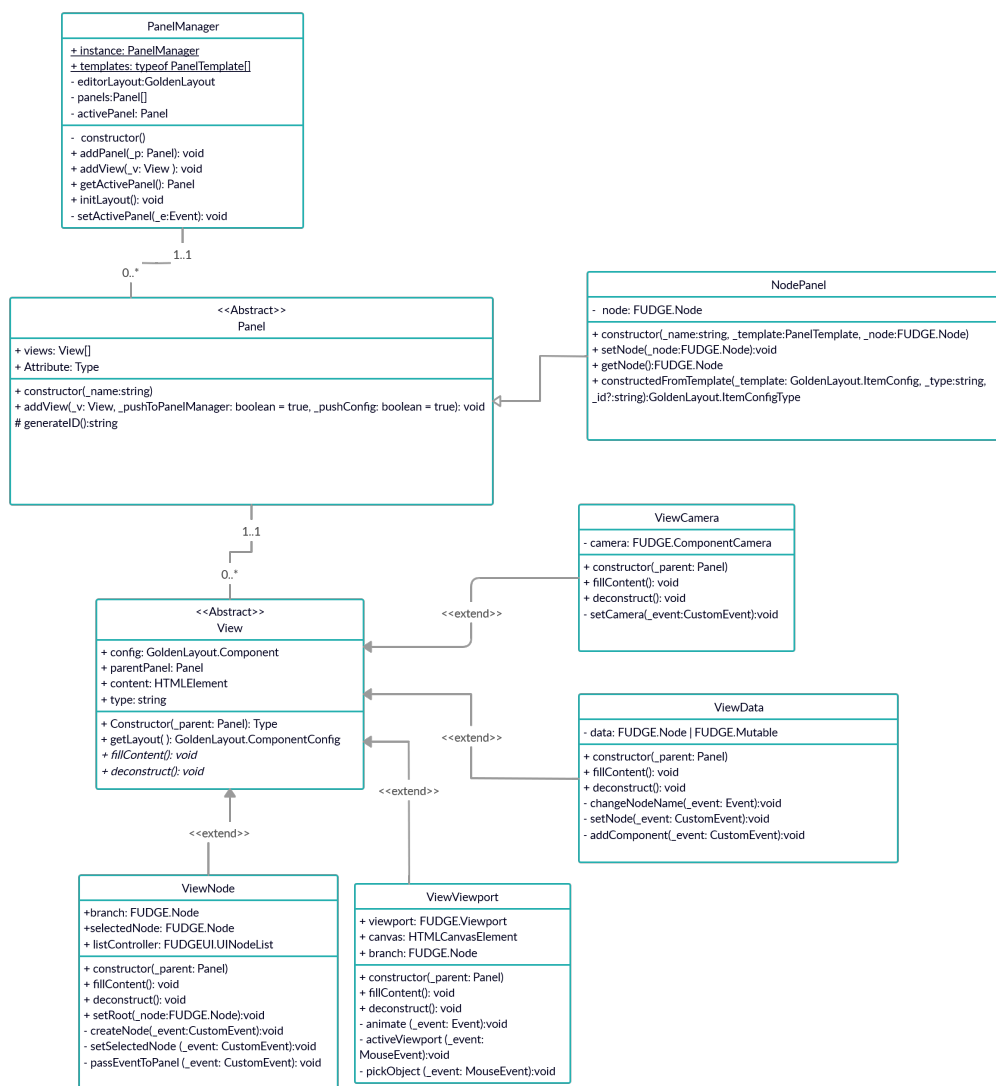 PanelManager
+ instance: PanelManager
+ templates: typeof PanelTemplate[]
- editorLayout:GoldenLayout
- panels:Panel[]
- activePanel: Panel
- constructor()
+ addPanel(_p: Panel): void
+ addView(_v: View ): void
+ getActivePanel(): Panel
+ initLayout(): void
- setActivePanel(_e:Event): void
1..1
0..*
<<Abstract>>
Panel
+ views: View[]
+ Attribute: Type
+ constructor(_name:string)
+ addView(_v: View, _pushToPanelManager: boolean = true, _pushConfig: boolean = true): void
# generateID():string
NodePanel
- node: FUDGE.Node
+ constructor(_name:string, _template:PanelTemplate, _node:FUDGE.Node)
+ setNode(_node:FUDGE.Node):void
+ getNode():FUDGE.Node
+ constructedFromTemplate(_template: GoldenLayout.ItemConfig, _type:string,
_id?:string):GoldenLayout.ItemConfigType
1..1
0..*
<<Abstract>>
View
+ config: GoldenLayout.Component
+ parentPanel: Panel
+ content: HTMLElement
+ type: string
+ Constructor(_parent: Panel): Type
+ getLayout( ): GoldenLayout.ComponentConfig
+ fillContent(): void
+ deconstruct(): void
<<extend>>
ViewCamera
- camera: FUDGE.ComponentCamera
+ constructor(_parent: Panel)
+ fillContent(): void
+ deconstruct(): void
- setCamera(_event:CustomEvent):void
<<extend>>
ViewData
- data: FUDGE.Node | FUDGE.Mutable
+ constructor(_parent: Panel)
+ fillContent(): void
+ deconstruct(): void
- changeNodeName(_event: Event):void
- setNode(_event: CustomEvent):void
- addComponent(_event: CustomEvent):void
<<extend>>
<<extend>>
ViewNode
+branch: FUDGE.Node
+selectedNode: FUDGE.Node
+ listController: FUDGEUI.UINodeList
+ constructor(_parent: Panel)
+ fillContent(): void
+ deconstruct(): void
+ setRoot(_node:FUDGE.Node):void
- createNode(_event:CustomEvent):void
- setSelectedNode (_event: CustomEvent):void
- passEventToPanel (_event: CustomEvent): void
ViewViewport
+ viewport: FUDGE.Viewport
+ canvas: HTMLCanvasElement
+ branch: FUDGE.Node
+ constructor(_parent: Panel)
+ fillContent(): void
+ deconstruct(): void
- animate (_event: Event):void
- activeViewport (_event:
MouseEvent):void
- pickObject (_event: MouseEvent):void